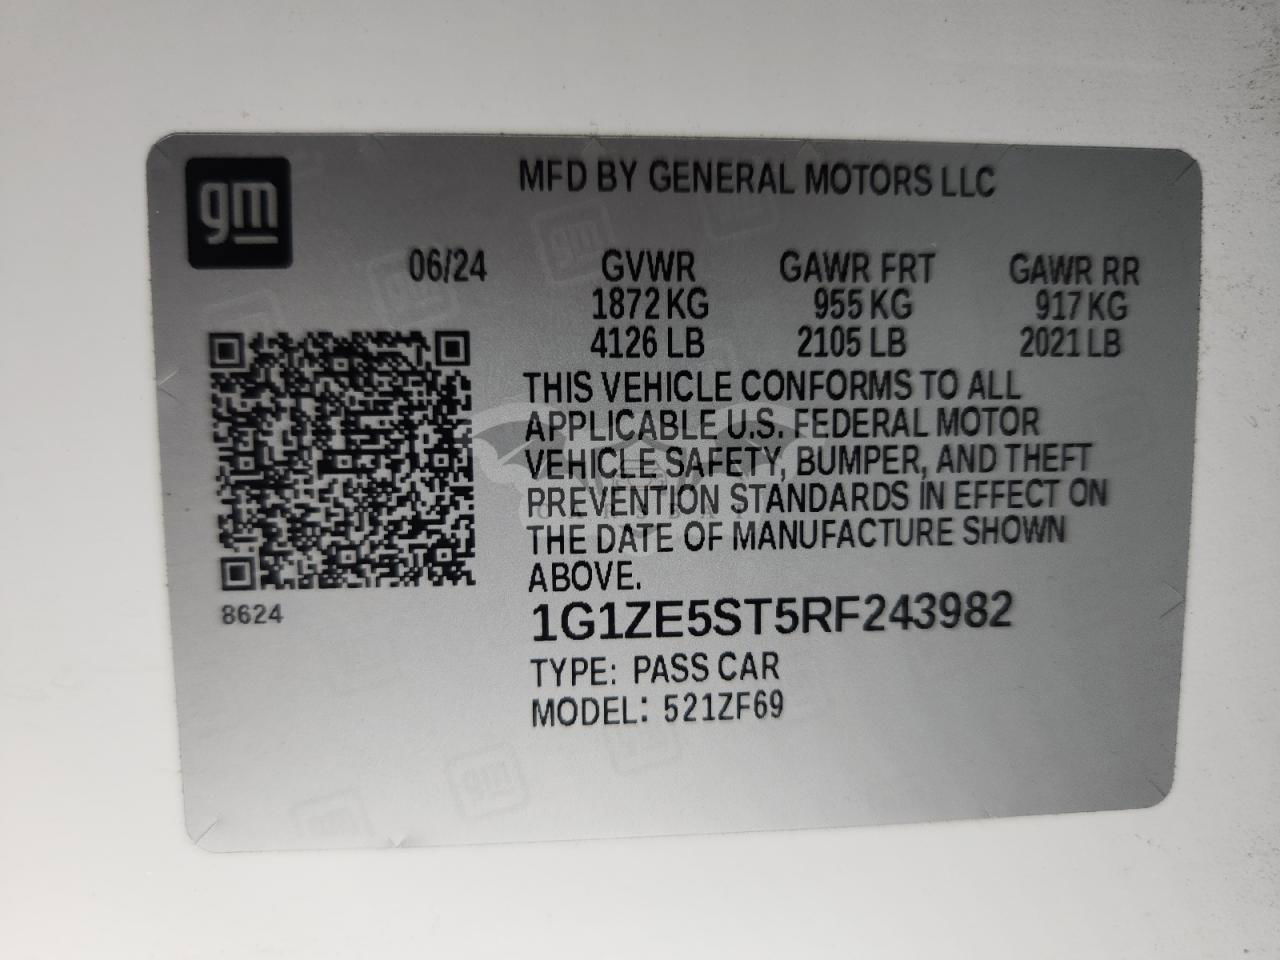 gm
MFD BY GENERAL MOTORS LLC
06/24 GVWR GAWR FRT GAWR RR
1872 KG 955 KG 917 KG
4126 LB 2105 LB 2021 LB
THIS VEHICLE CONFORMS TO ALL
APPLICABLE U.S. FEDERAL MOTOR
VEHICLE SAFETY, BUMPER, AND THEFT
PREVENTION STANDARDS IN EFFECT ON
THE DATE OF MANUFACTURE SHOWN
ABOVE.
8624
1G1ZE5ST5RF243982
TYPE: PASS CAR
MODEL: 521ZF69